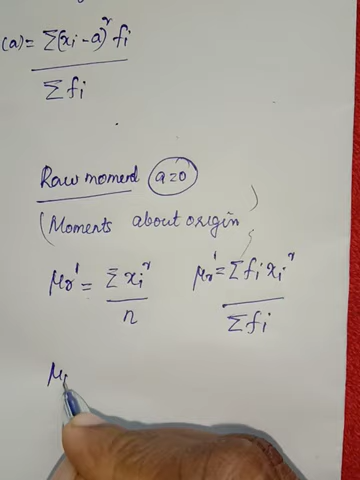 (a) = Σ(xi - a)^r fi
Σfi
Raw moment a=0
(Moments about origin)
μr' = Σxi^r / n μr' = Σfi xi^r / Σfi
μ